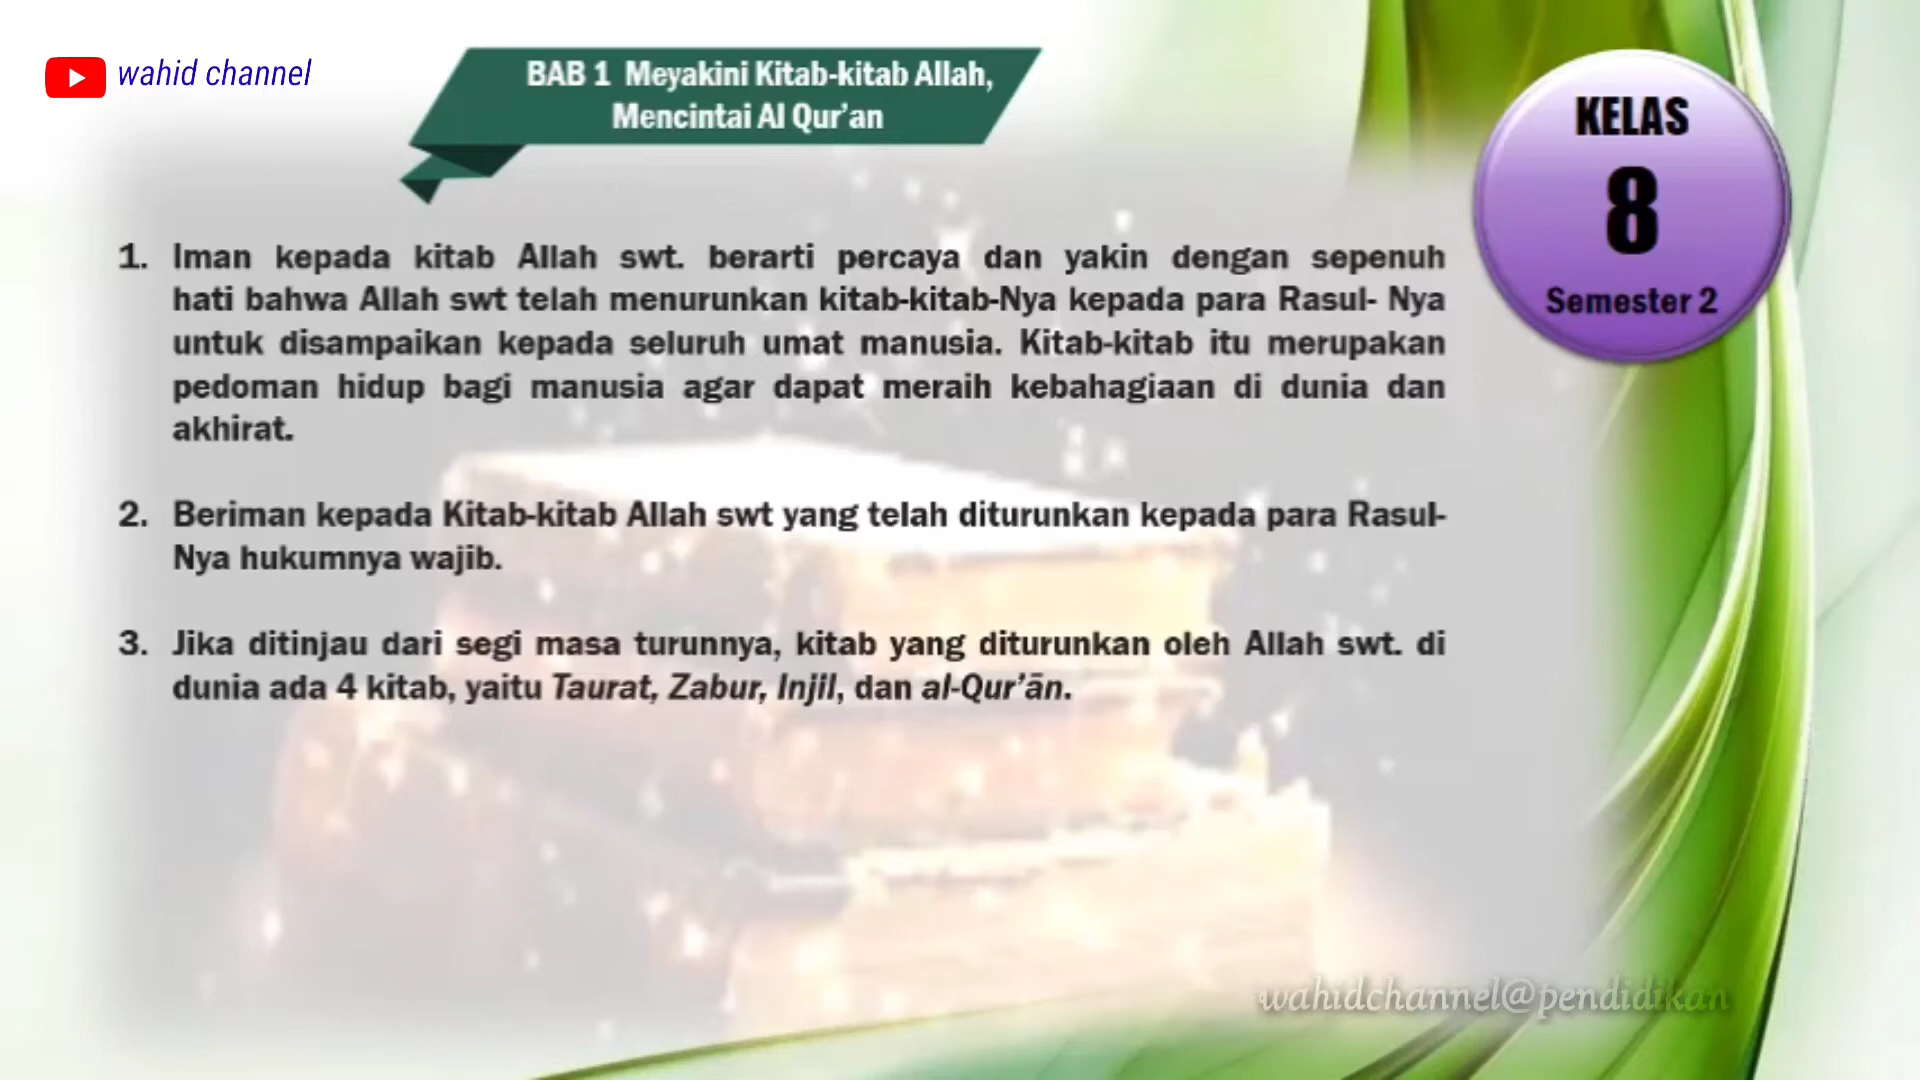 wahid channel
BAB 1 Meyakini Kitab-kitab Allah,
Mencintai Al Qur'an
KELAS
8
Semester 2
1. Iman kepada kitab Allah swt. berarti percaya dan yakin dengan sepenuh
hati bahwa Allah swt telah menurunkan kitab-kitab-Nya kepada para Rasul- Nya
untuk disampaikan kepada seluruh umat manusia. Kitab-kitab itu merupakan
pedoman hidup bagi manusia agar dapat meraih kebahagiaan di dunia dan
akhirat.
2. Beriman kepada Kitab-kitab Allah swt yang telah diturunkan kepada para Rasul-
Nya hukumnya wajib.
3. Jika ditinjau dari segi masa turunnya, kitab yang diturunkan oleh Allah swt. di
dunia ada 4 kitab, yaitu Taurat, Zabur, Injil, dan al-Qur'ān.
wahidchannel@pendidikan